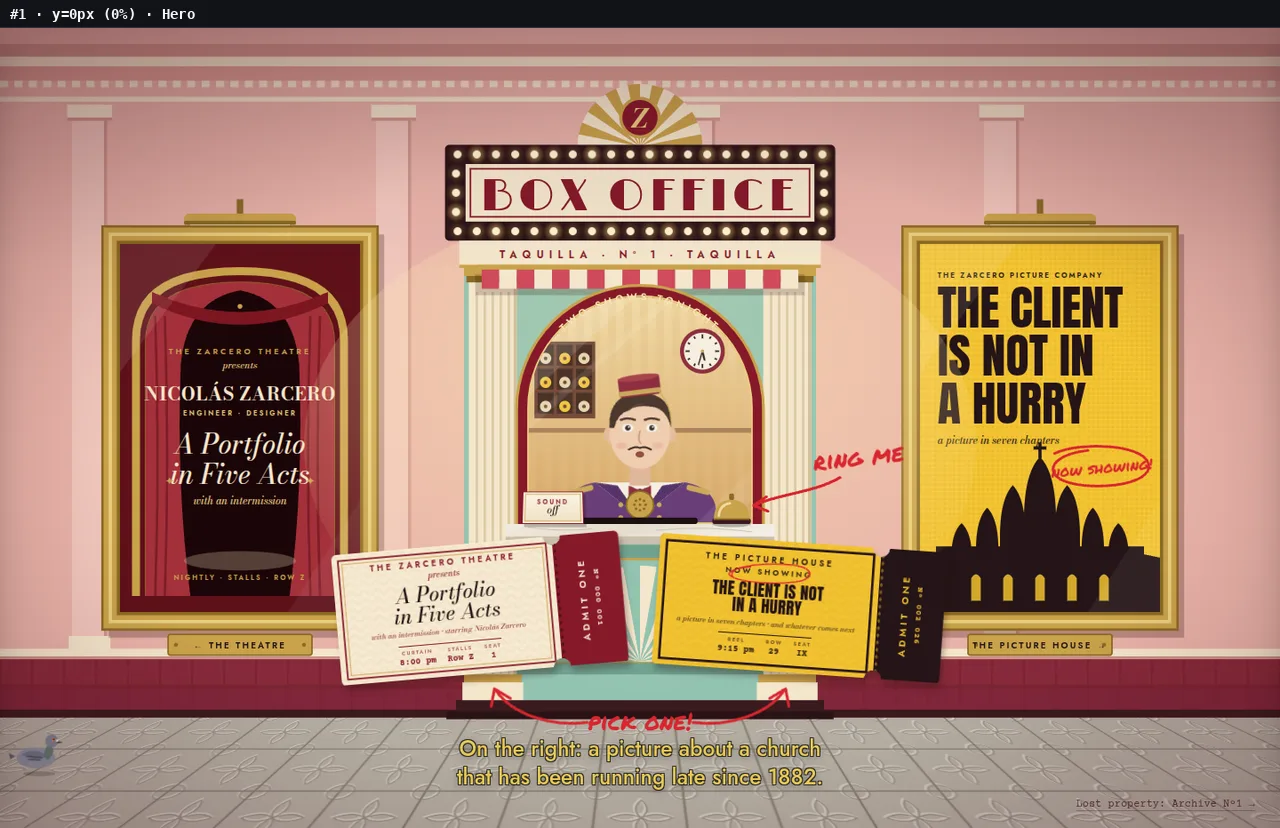 #1 · y=0px (0%) · Hero
Z
BOX OFFICE
TAQUILLA · Nº 1 · TAQUILLA
TWO SHOWS TONIGHT
THE ZARCERO THEATRE
presents
NICOLÁS ZARCERO
ENGINEER · DESIGNER
A Portfolio
in Five Acts
with an intermission
NIGHTLY · STALLS · ROW Z
← THE THEATRE
SOUND
off
RING ME
THE ZARCERO PICTURE COMPANY
THE CLIENT
IS NOT IN
A HURRY
a picture in seven chapters
NOW SHOWING!
THE PICTURE HOUSE
THE ZARCERO THEATRE
presents
A Portfolio
in Five Acts
with an intermission · starring Nicolás Zarcero
CURTAIN STALLS SEAT
8:00 pm Row Z 1
ADMIT ONE
THE PICTURE HOUSE
NOW SHOWING
THE CLIENT IS NOT
IN A HURRY
a picture in seven chapters · and whatever comes next
REEL ROW SEAT
9:15 pm 29 IX
ADMIT ONE
PICK ONE!
On the right: a picture about a church
that has been running late since 1882.
Lost property: Archive Nº1 →